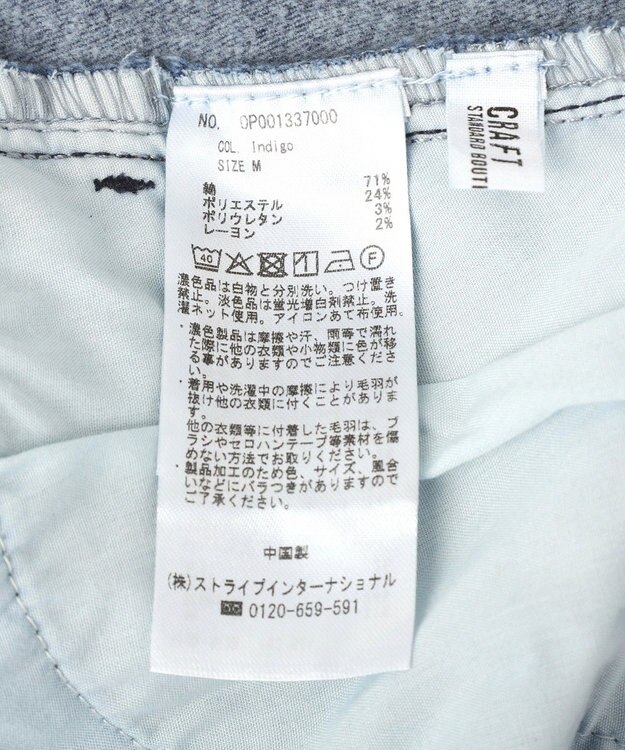 NO. OP001337000
COL Indigo
SIZE M
綿 71%
ポリエステル 24%
ポリウレタン 3%
レーヨン 2%
40
F
濃色品は白物と分別洗い。つけ置き
禁止。淡色品は蛍光増白剤禁止。洗
濯ネット使用。アイロンあて布使用。
・濃色製品は摩擦や汗、雨等で濡れ
た際に他の衣類や小物類に色が移
る事がありますのでご注意くださ
い。
・着用や洗濯中の摩擦により毛羽が
抜け他の衣類に付くことがありま
す。
他の衣類等に付着した毛羽は、ブ
ラシやセロハンテープ等素材を傷
めない方法でお取りください。
・製品加工のため色、サイズ、風合
いなどにバラつきがありますので
ご了承ください。
中国製
(株)ストライプインターナショナル
0120-659-591
CRAFT
STANDARD BOUTI